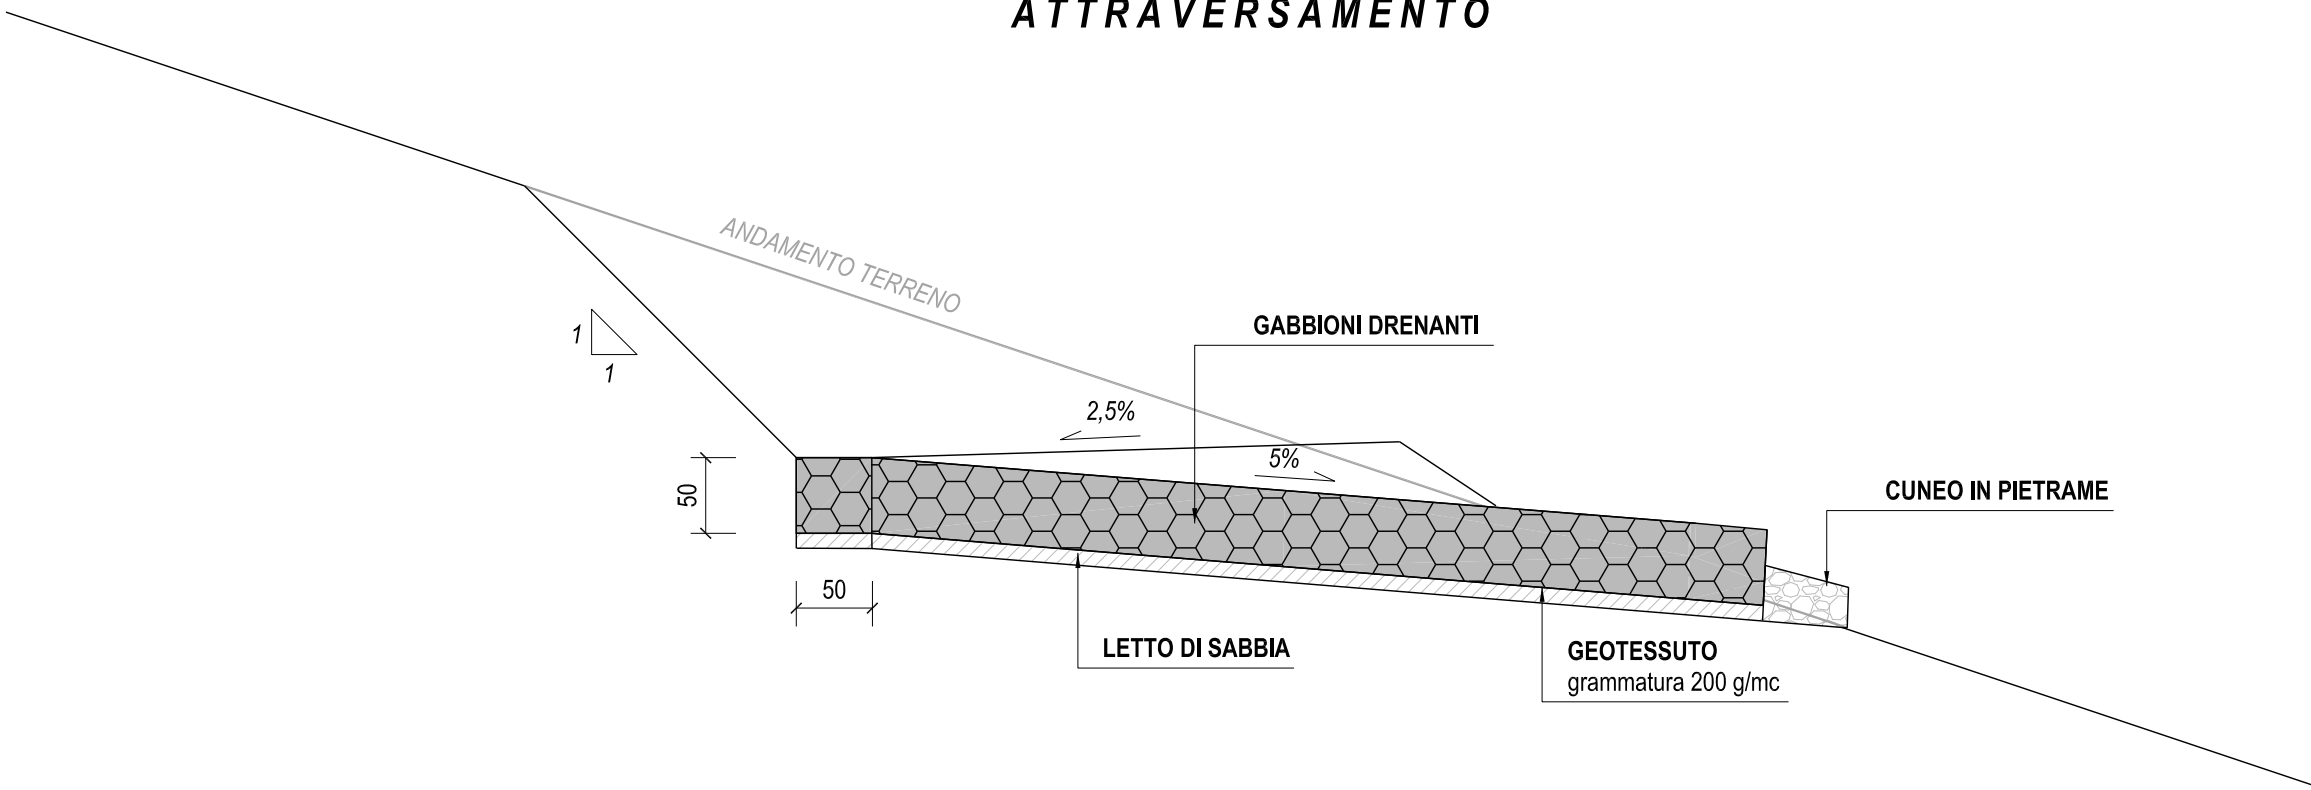 ATTRAVERSAMENTO
ANDAMENTO TERRENO
1
1
GABBIONI DRENANTI
2,5%
5%
50
CUNEO IN PIETRAME
50
LETTO DI SABBIA
GEOTESSUTO
grammatura 200 g/mc